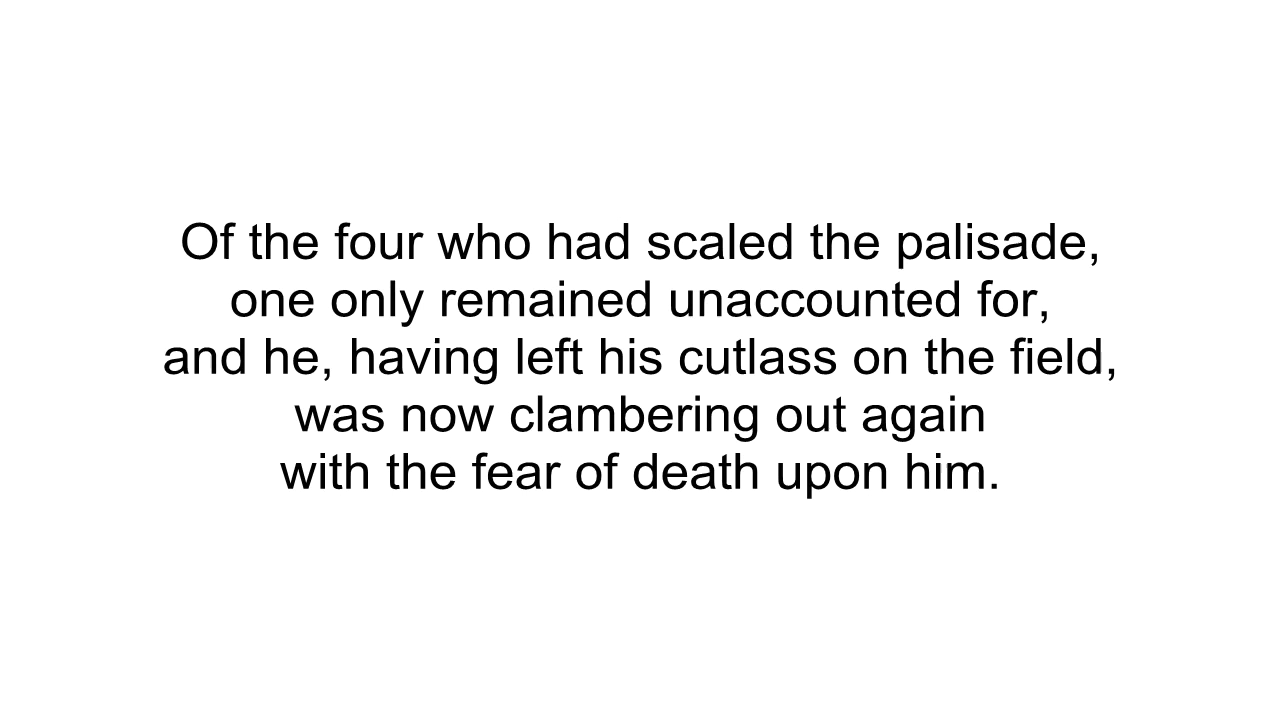 Of the four who had scaled the palisade,
one only remained unaccounted for,
and he, having left his cutlass on the field,
was now clambering out again
with the fear of death upon him.